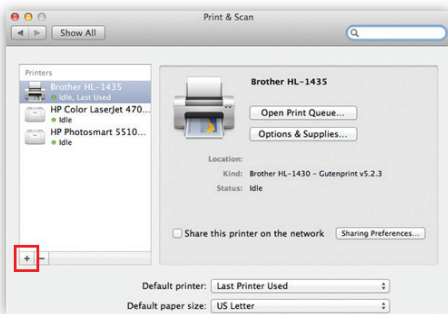 Print & Scan
Show All
Printers
Brother HL-1435
Idle, Last Used
HP Color LaserJet 470...
Idle
HP Photosmart 5510...
Idle
+ −
Brother HL-1435
Open Print Queue...
Options & Supplies...
Location:
Kind: Brother HL-1430 - Gutenprint v5.2.3
Status: Idle
Share this printer on the network Sharing Preferences...
Default printer: Last Printer Used
Default paper size: US Letter